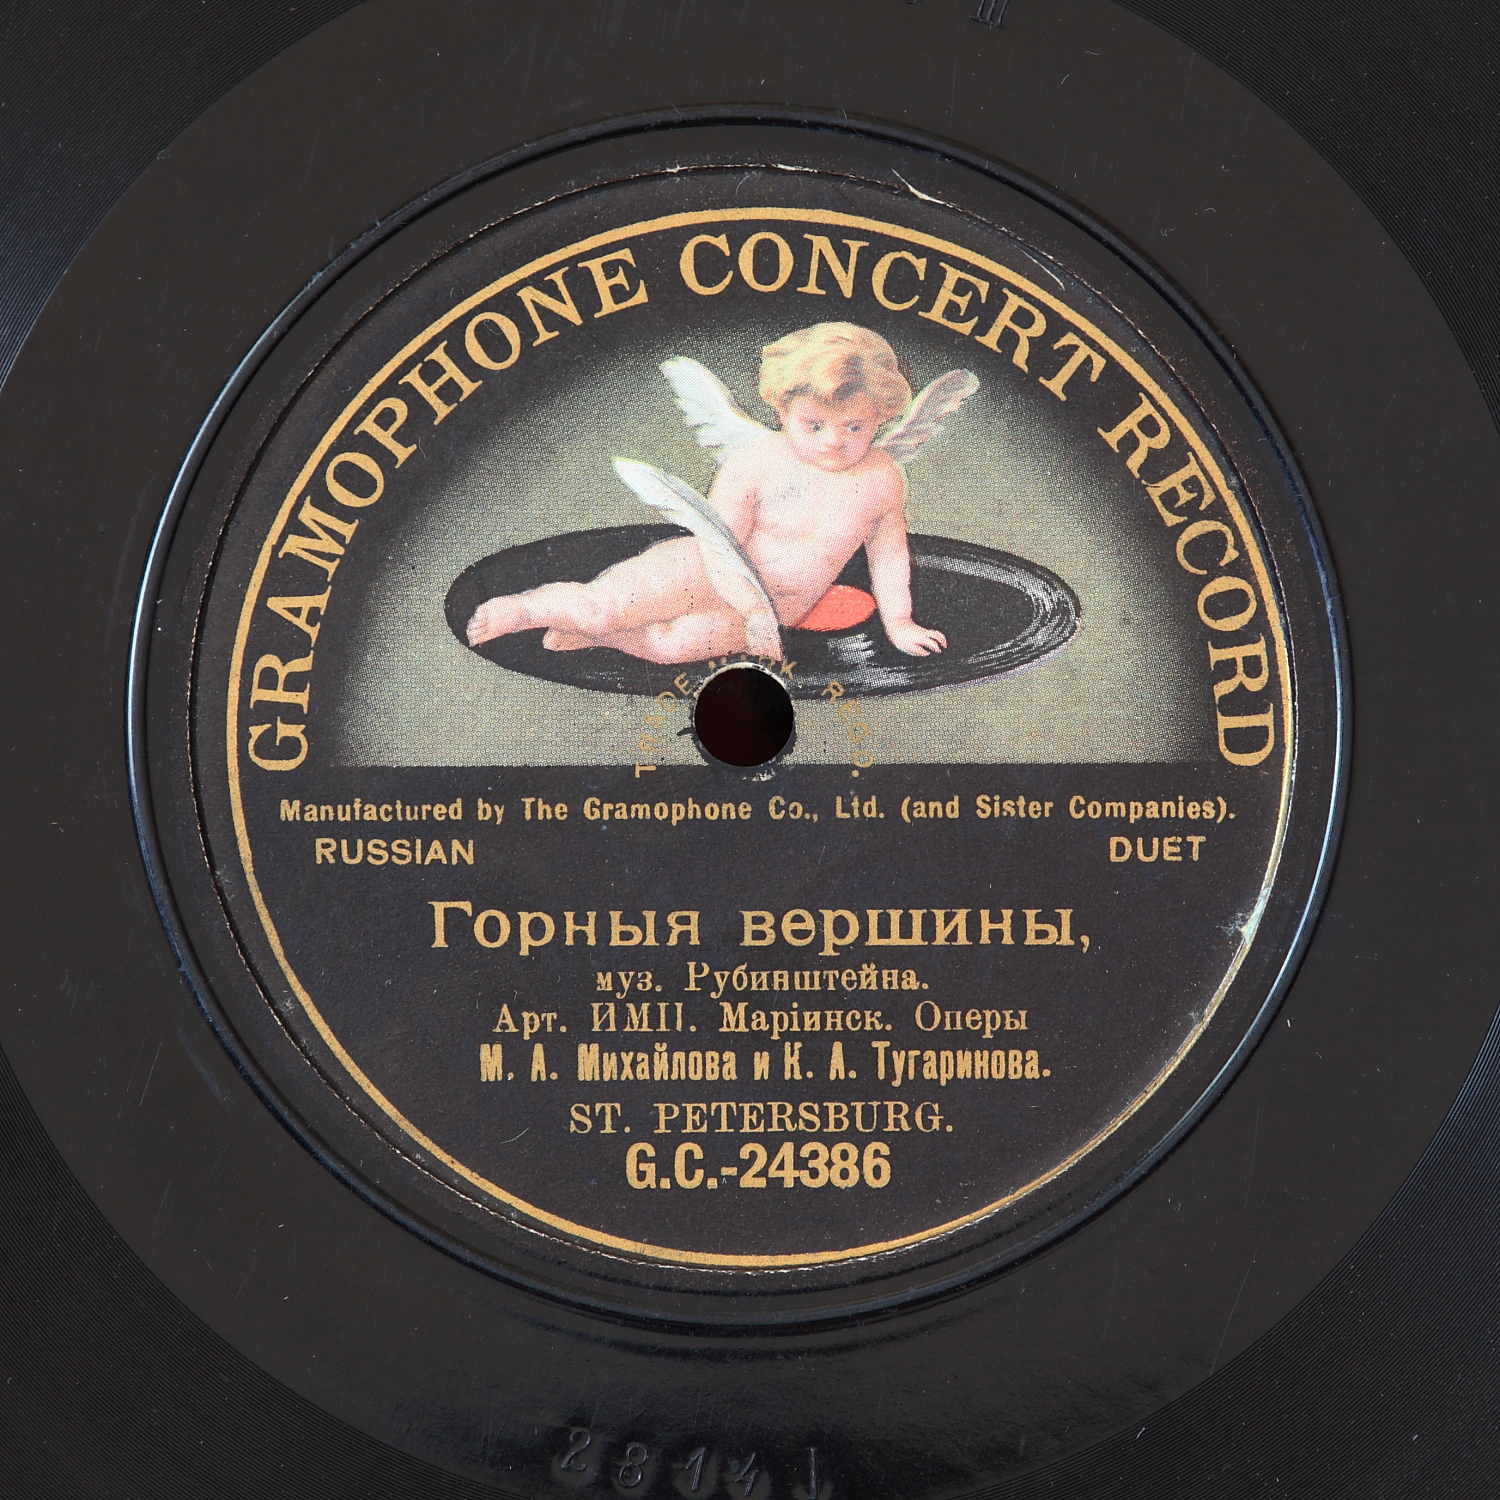 GRAMOPHONE CONCERT RECORD
TRADE MARK REGD.
Manufactured by The Gramophone Co., Ltd. (and Sister Companies).
RUSSIAN DUET
Горныя вершины,
муз. Рубинштейна.
Арт. ИМП. Маріинск. Оперы
М. А. Михайлова и К. А. Тугаринова.
ST. PETERSBURG.
G.C.-24386